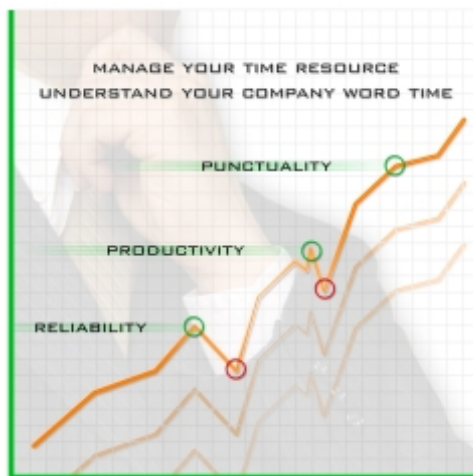 MANAGE YOUR TIME RESOURCE
UNDERSTAND YOUR COMPANY WORD TIME
PUNCTUALITY
PRODUCTIVITY
RELIABILITY